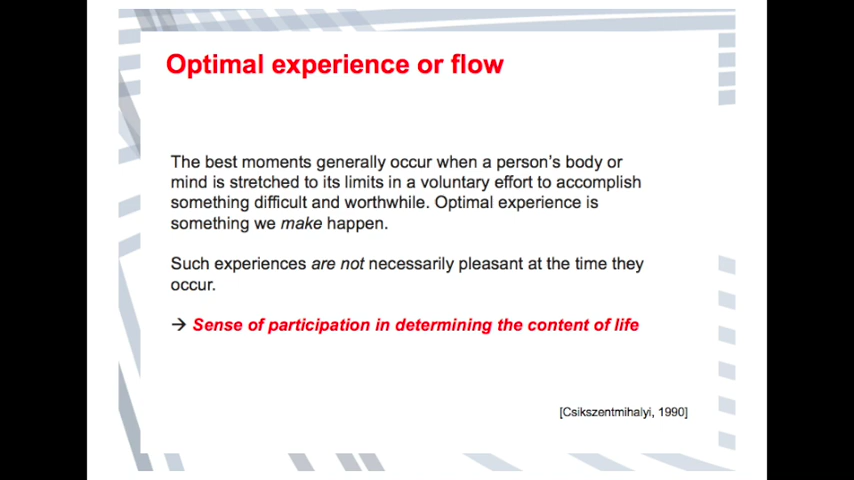 Optimal experience or flow
The best moments generally occur when a person's body or
mind is stretched to its limits in a voluntary effort to accomplish
something difficult and worthwhile. Optimal experience is
something we make happen.
Such experiences are not necessarily pleasant at the time they
occur.
→ Sense of participation in determining the content of life
[Csikszentmihalyi, 1990]